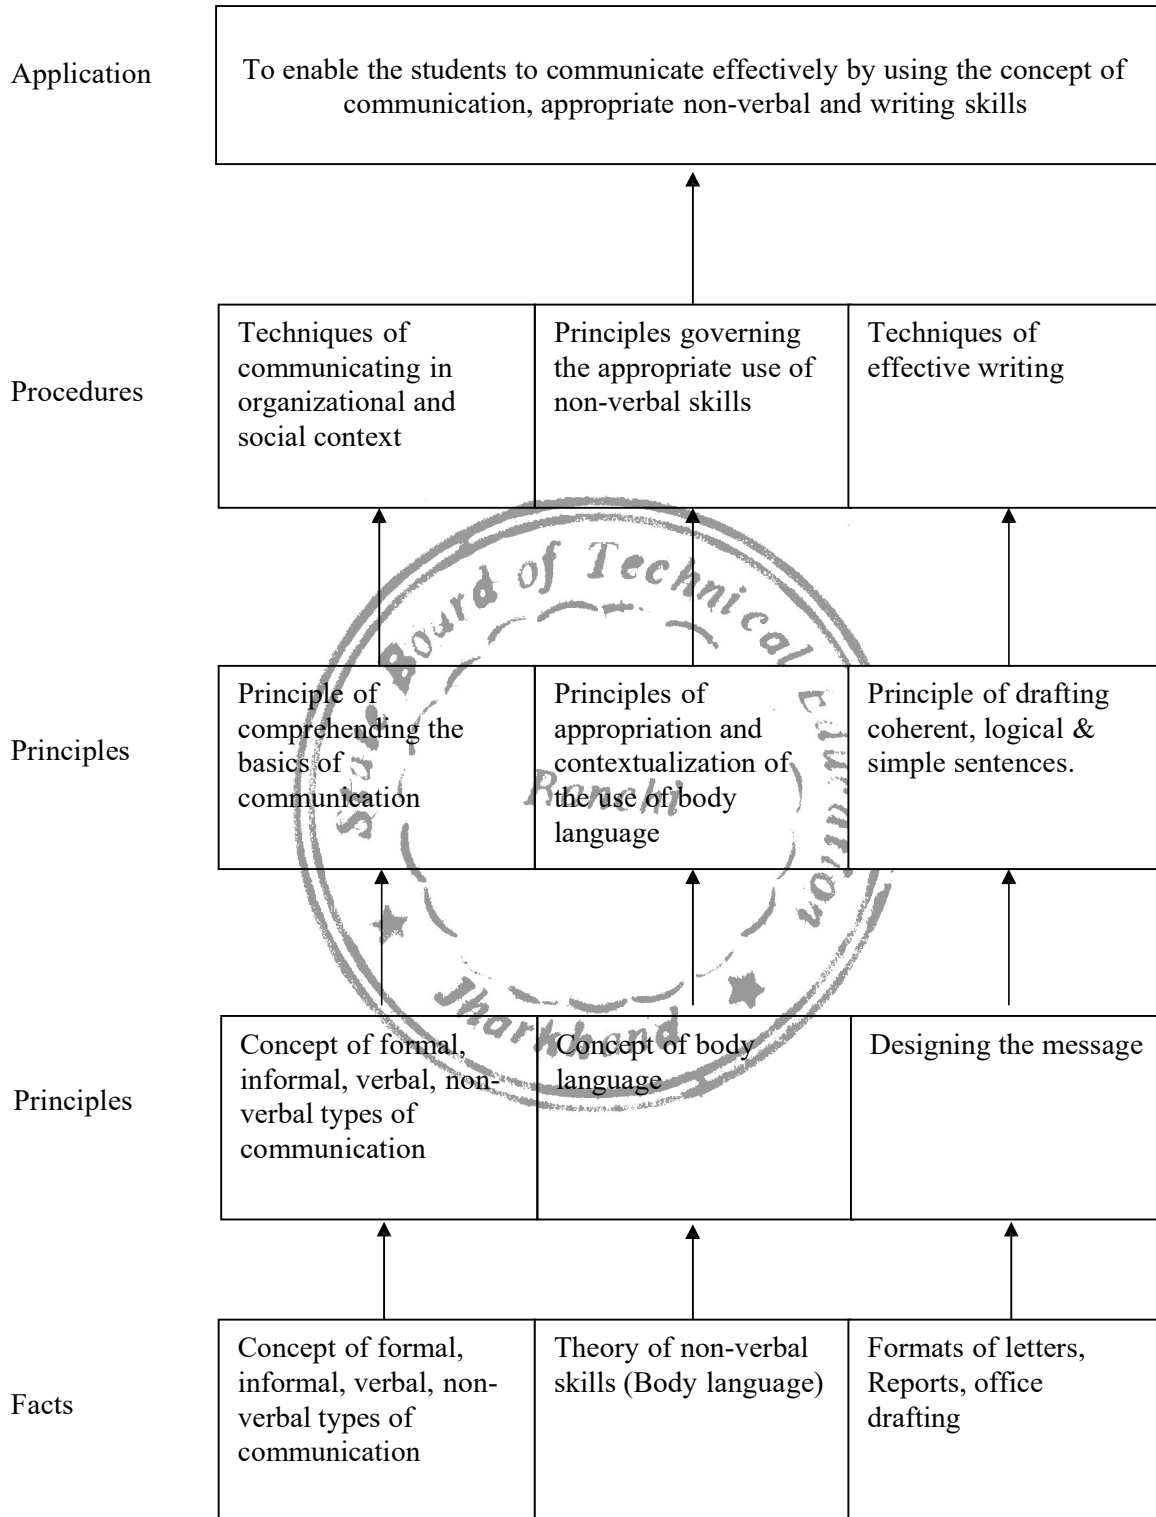 Application
To enable the students to communicate effectively by using the concept of
communication, appropriate non-verbal and writing skills
Procedures
Techniques of
communicating in
organizational and
social context
Principles governing
the appropriate use of
non-verbal skills
Techniques of
effective writing
Principles
Principle of
comprehending the
basics of
communication
Principles of
appropriation and
contextualization of
the use of body
language
Principle of drafting
coherent, logical &
simple sentences.
Principles
Concept of formal,
informal, verbal, non-
verbal types of
communication
Concept of body
language
Designing the message
Facts
Concept of formal,
informal, verbal, non-
verbal types of
communication
Theory of non-verbal
skills (Body language)
Formats of letters,
Reports, office
drafting
State Board of Technical Education
Ranchi
Jharkhand